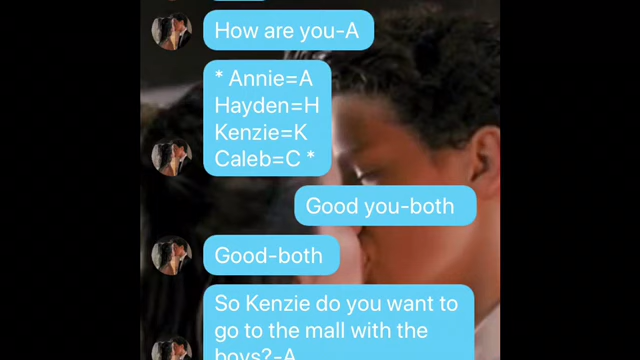 How are you-A
* Annie=A
Hayden=H
Kenzie=K
Caleb=C *
Good you-both
Good-both
So Kenzie do you want to
go to the mall with the
boys?-A